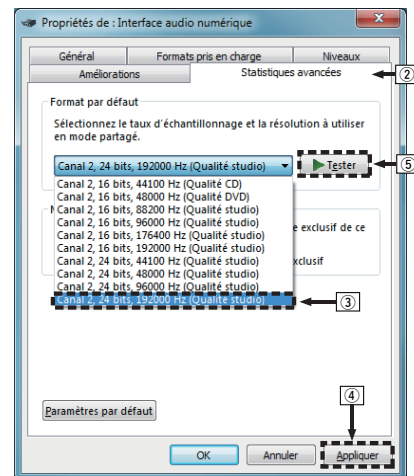 Propriétés de : Interface audio numérique
Général Formats pris en charge Niveaux
Améliorations Statistiques avancées
②
Format par défaut
Sélectionnez le taux d'échantillonnage et la résolution à utiliser
en mode partagé.
Canal 2, 24 bits, 192000 Hz (Qualité studio) Tester
⑤
Canal 2, 16 bits, 44100 Hz (Qualité CD)
Canal 2, 16 bits, 48000 Hz (Qualité DVD)
Canal 2, 16 bits, 88200 Hz (Qualité studio)
Canal 2, 16 bits, 96000 Hz (Qualité studio)
Canal 2, 16 bits, 176400 Hz (Qualité studio)
Canal 2, 16 bits, 192000 Hz (Qualité studio)
Canal 2, 24 bits, 44100 Hz (Qualité studio)
Canal 2, 24 bits, 48000 Hz (Qualité studio)
Canal 2, 24 bits, 96000 Hz (Qualité studio)
Canal 2, 24 bits, 192000 Hz (Qualité studio)
e exclusif de ce
xclusif
③
④
Paramètres par défaut
OK Annuler Appliquer